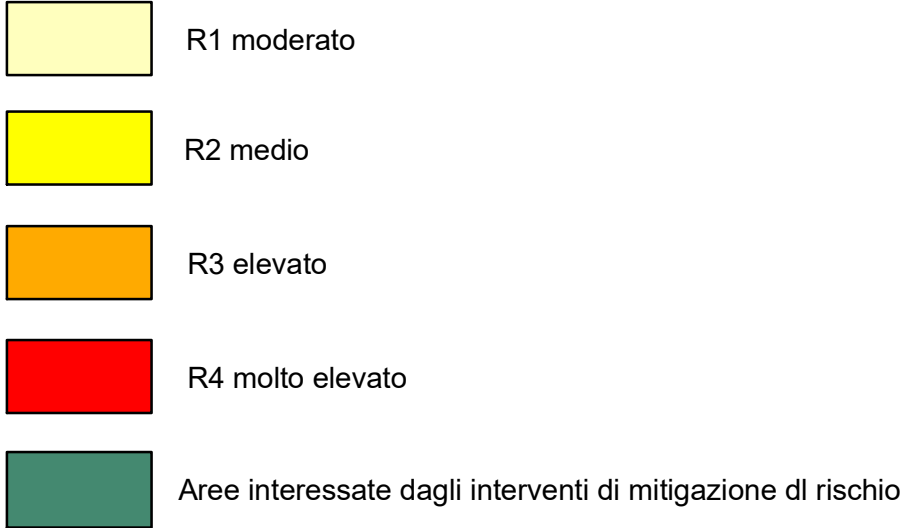 R1 moderato
R2 medio
R3 elevato
R4 molto elevato
Aree interessate dagli interventi di mitigazione dl rischio